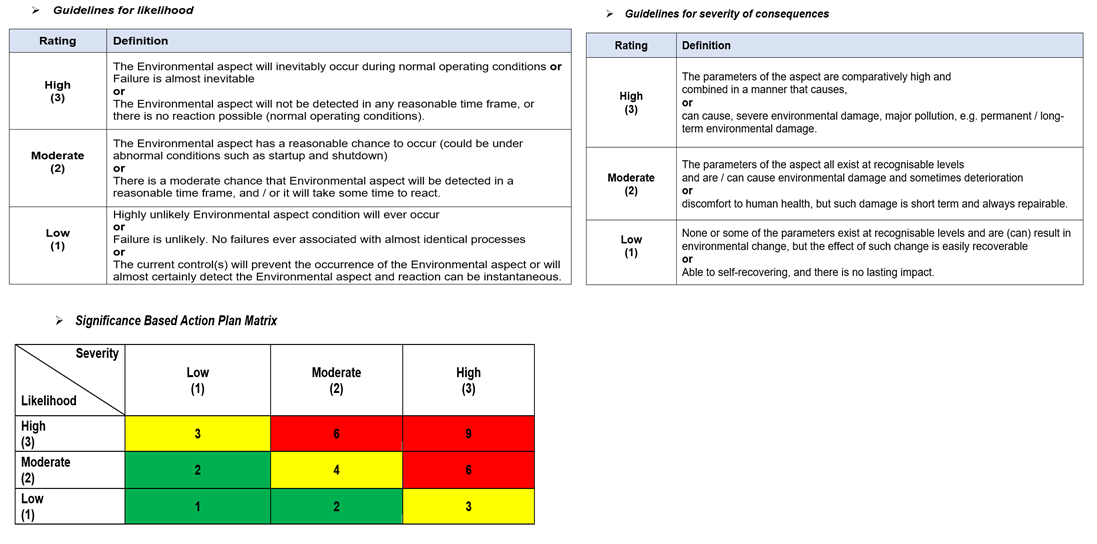 ➢ Guidelines for likelihood
Rating Definition
High
(3)
The Environmental aspect will inevitably occur during normal operating conditions or
Failure is almost inevitable
or
The Environmental aspect will not be detected in any reasonable time frame, or
there is no reaction possible (normal operating conditions).
Moderate
(2)
The Environmental aspect has a reasonable chance to occur (could be under
abnormal conditions such as startup and shutdown)
or
There is a moderate chance that Environmental aspect will be detected in a
reasonable time frame, and / or it will take some time to react.
Low
(1)
Highly unlikely Environmental aspect condition will ever occur
or
Failure is unlikely. No failures ever associated with almost identical processes
or
The current control(s) will prevent the occurrence of the Environmental aspect or will
almost certainly detect the Environmental aspect and reaction can be instantaneous.
➢ Guidelines for severity of consequences
Rating Definition
High
(3)
The parameters of the aspect are comparatively high and
combined in a manner that causes,
or
can cause, severe environmental damage, major pollution, e.g. permanent / long-
term environmental damage.
Moderate
(2)
The parameters of the aspect all exist at recognisable levels
and are / can cause environmental damage and sometimes deterioration
or
discomfort to human health, but such damage is short term and always repairable.
Low
(1)
None or some of the parameters exist at recognisable levels and are (can) result in
environmental change, but the effect of such change is easily recoverable
or
Able to self-recovering, and there is no lasting impact.
➢ Significance Based Action Plan Matrix
Severity
Likelihood
Low
(1)
Moderate
(2)
High
(3)
High
(3)
3 6 9
Moderate
(2)
2 4 6
Low
(1)
1 2 3